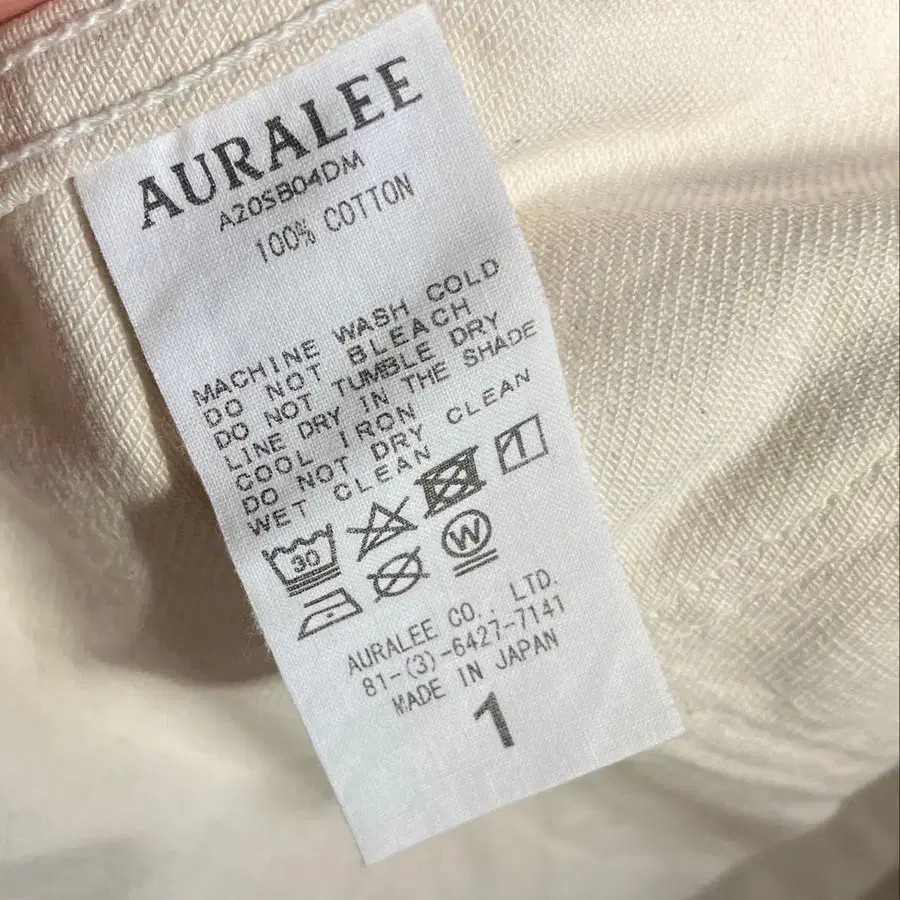 AURALEE
A20SB04DM
100% COTTON
MACHINE WASH COLD
DO NOT BLEACH
DO NOT TUMBLE DRY
LINE DRY IN THE SHADE
COOL IRON
DO NOT DRY CLEAN
WET CLEAN
30
W
AURALEE CO., LTD.
81-(3)-6427-7141
MADE IN JAPAN
1